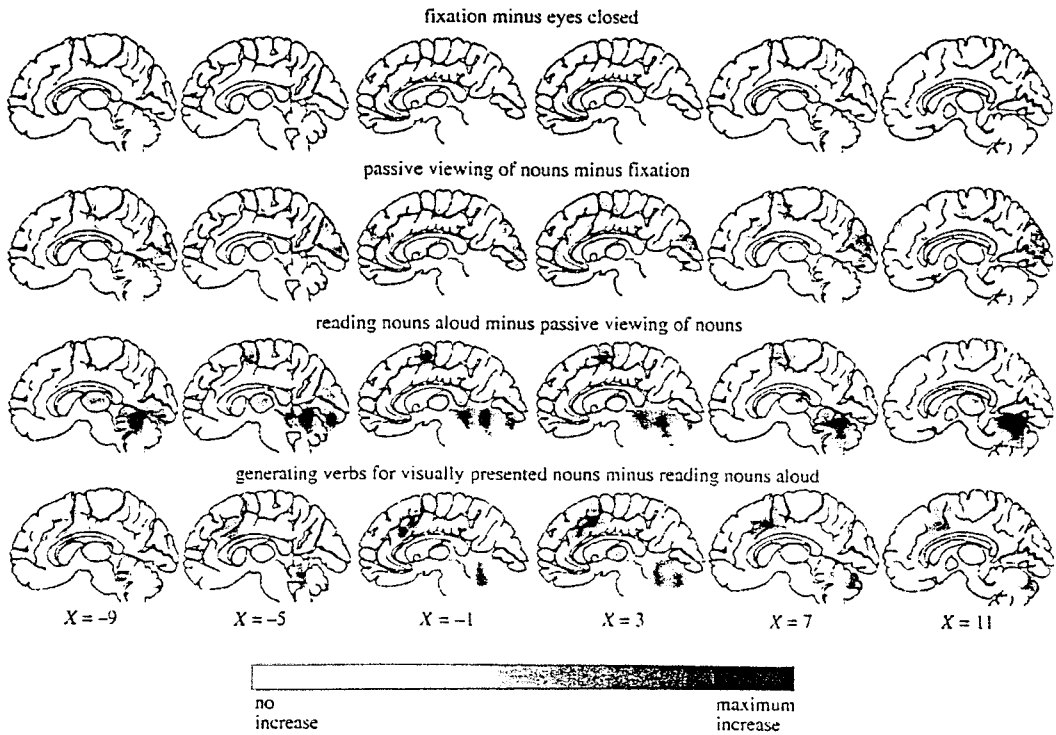 fixation minus eyes closed
passive viewing of nouns minus fixation
reading nouns aloud minus passive viewing of nouns
generating verbs for visually presented nouns minus reading nouns aloud
X = –9 X = –5 X = –1 X = 3 X = 7 X = 11
no maximum
increase increase